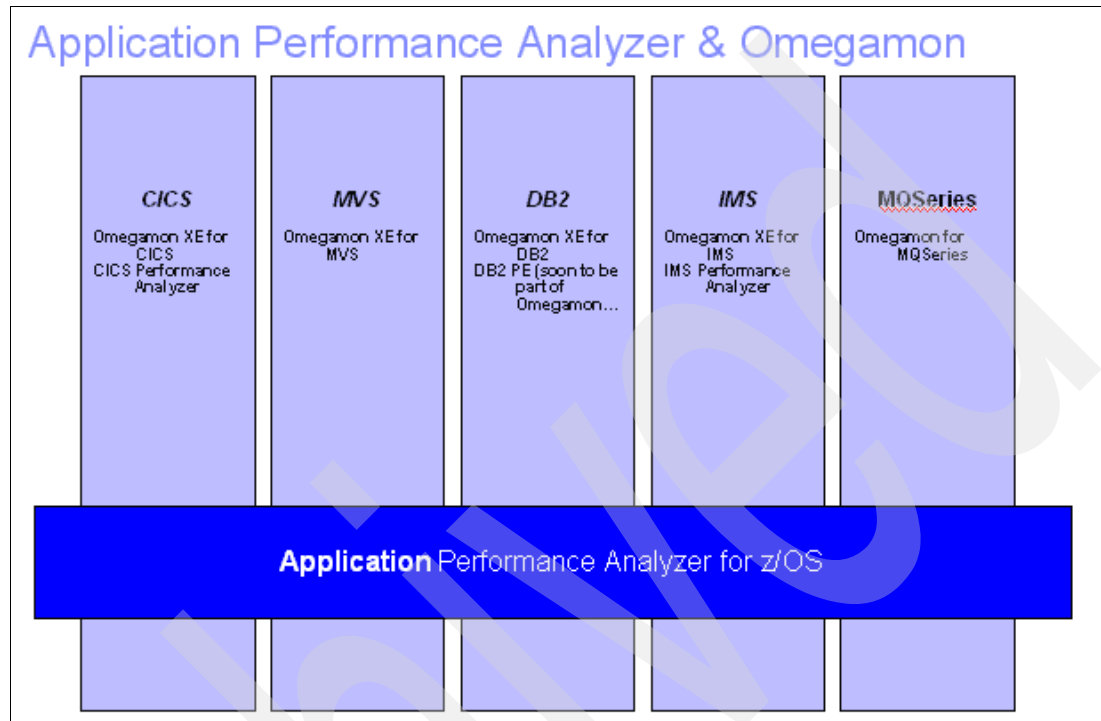 Application Performance Analyzer & Omegamon
CICS
Omegamon XE for
CICS
CICS Performance
Analyzer
MVS
Omegamon XE for
MVS
DB2
Omegamon XE for
DB2
DB2 PE (soon to be
part of
Omegamon...
IMS
Omegamon XE for
IMS
IMS Performance
Analyzer
MQSeries
Omegamon for
MQSeries
Application Performance Analyzer for z/OS